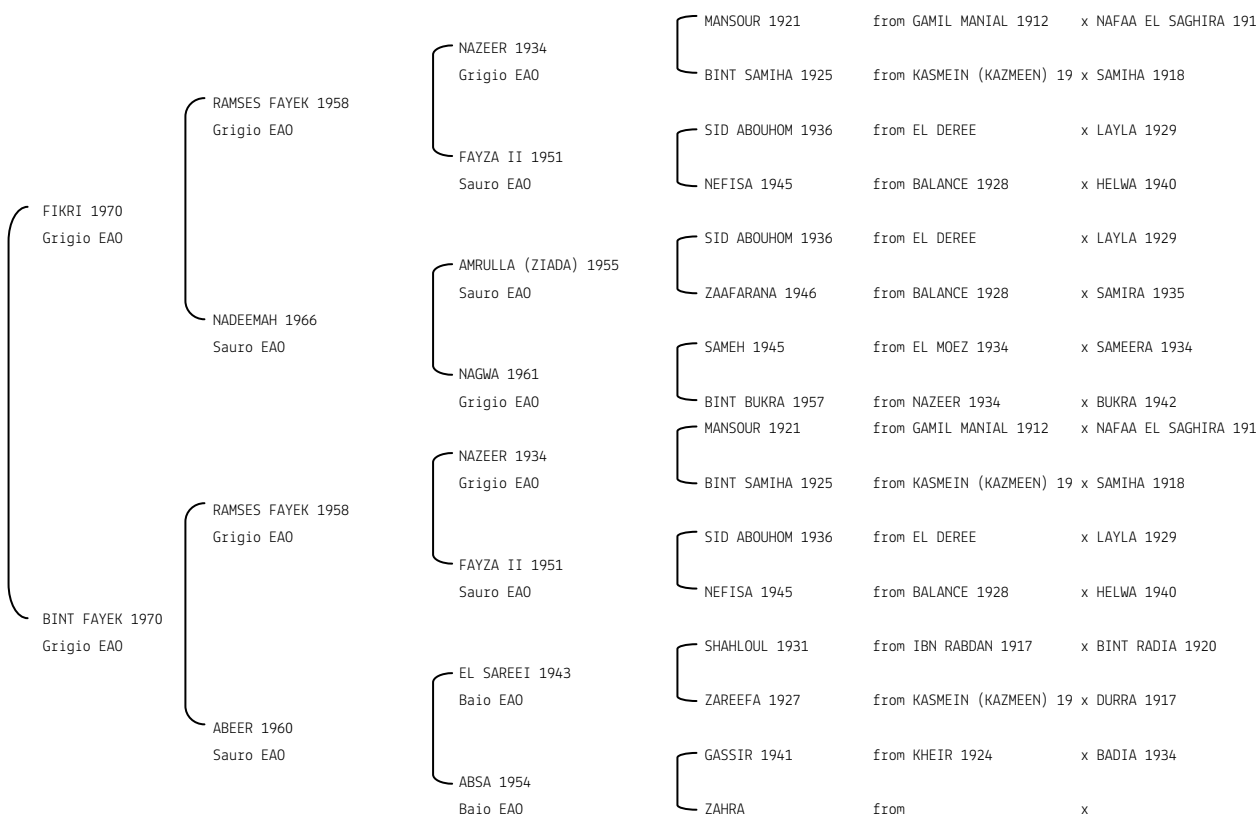 MANSOUR 1921 from GAMIL MANIAL 1912 x NAFAA EL SAGHIRA 191
NAZEER 1934
Grigio EAO BINT SAMIHA 1925 from KASMEIN (KAZMEEN) 19 x SAMIHA 1918
RAMSES FAYEK 1958
Grigio EAO SID ABOUHOM 1936 from EL DEREE x LAYLA 1929
FAYZA II 1951
Sauro EAO NEFISA 1945 from BALANCE 1928 x HELWA 1940
FIKRI 1970
Grigio EAO SID ABOUHOM 1936 from EL DEREE x LAYLA 1929
AMRULLA (ZIADA) 1955
Sauro EAO ZAAFARANA 1946 from BALANCE 1928 x SAMIRA 1935
NADEEMAH 1966
Sauro EAO SAMEH 1945 from EL MOEZ 1934 x SAMEERA 1934
NAGWA 1961
Grigio EAO BINT BUKRA 1957 from NAZEER 1934 x BUKRA 1942
MANSOUR 1921 from GAMIL MANIAL 1912 x NAFAA EL SAGHIRA 191
NAZEER 1934
Grigio EAO BINT SAMIHA 1925 from KASMEIN (KAZMEEN) 19 x SAMIHA 1918
RAMSES FAYEK 1958
Grigio EAO SID ABOUHOM 1936 from EL DEREE x LAYLA 1929
FAYZA II 1951
Sauro EAO NEFISA 1945 from BALANCE 1928 x HELWA 1940
BINT FAYEK 1970
Grigio EAO SHAHLOUL 1931 from IBN RABDAN 1917 x BINT RADIA 1920
EL SAREEI 1943
Baio EAO ZAREEFA 1927 from KASMEIN (KAZMEEN) 19 x DURRA 1917
ABEER 1960
Sauro EAO GASSIR 1941 from KHEIR 1924 x BADIA 1934
ABSA 1954
Baio EAO ZAHRA from x